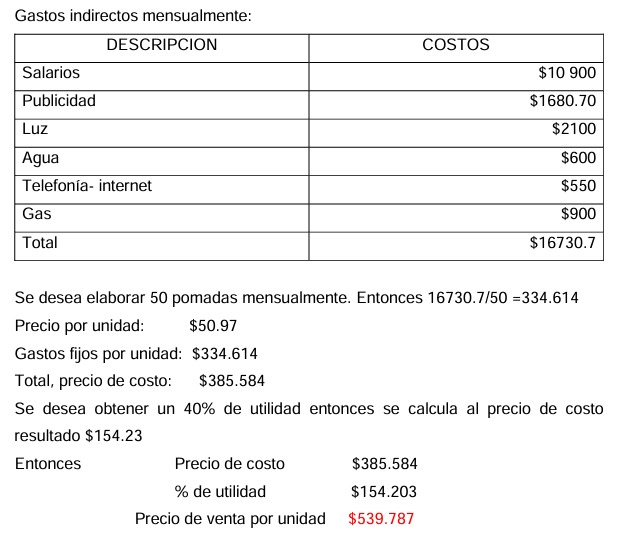 Gastos indirectos mensualmente:
DESCRIPCION COSTOS
Salarios $10 900
Publicidad $1680.70
Luz $2100
Agua $600
Telefonía- internet $550
Gas $900
Total $16730.7
Se desea elaborar 50 pomadas mensualmente. Entonces 16730.7/50 =334.614
Precio por unidad: $50.97
Gastos fijos por unidad: $334.614
Total, precio de costo: $385.584
Se desea obtener un 40% de utilidad entonces se calcula al precio de costo
resultado $154.23
Entonces Precio de costo $385.584
% de utilidad $154.203
Precio de venta por unidad $539.787